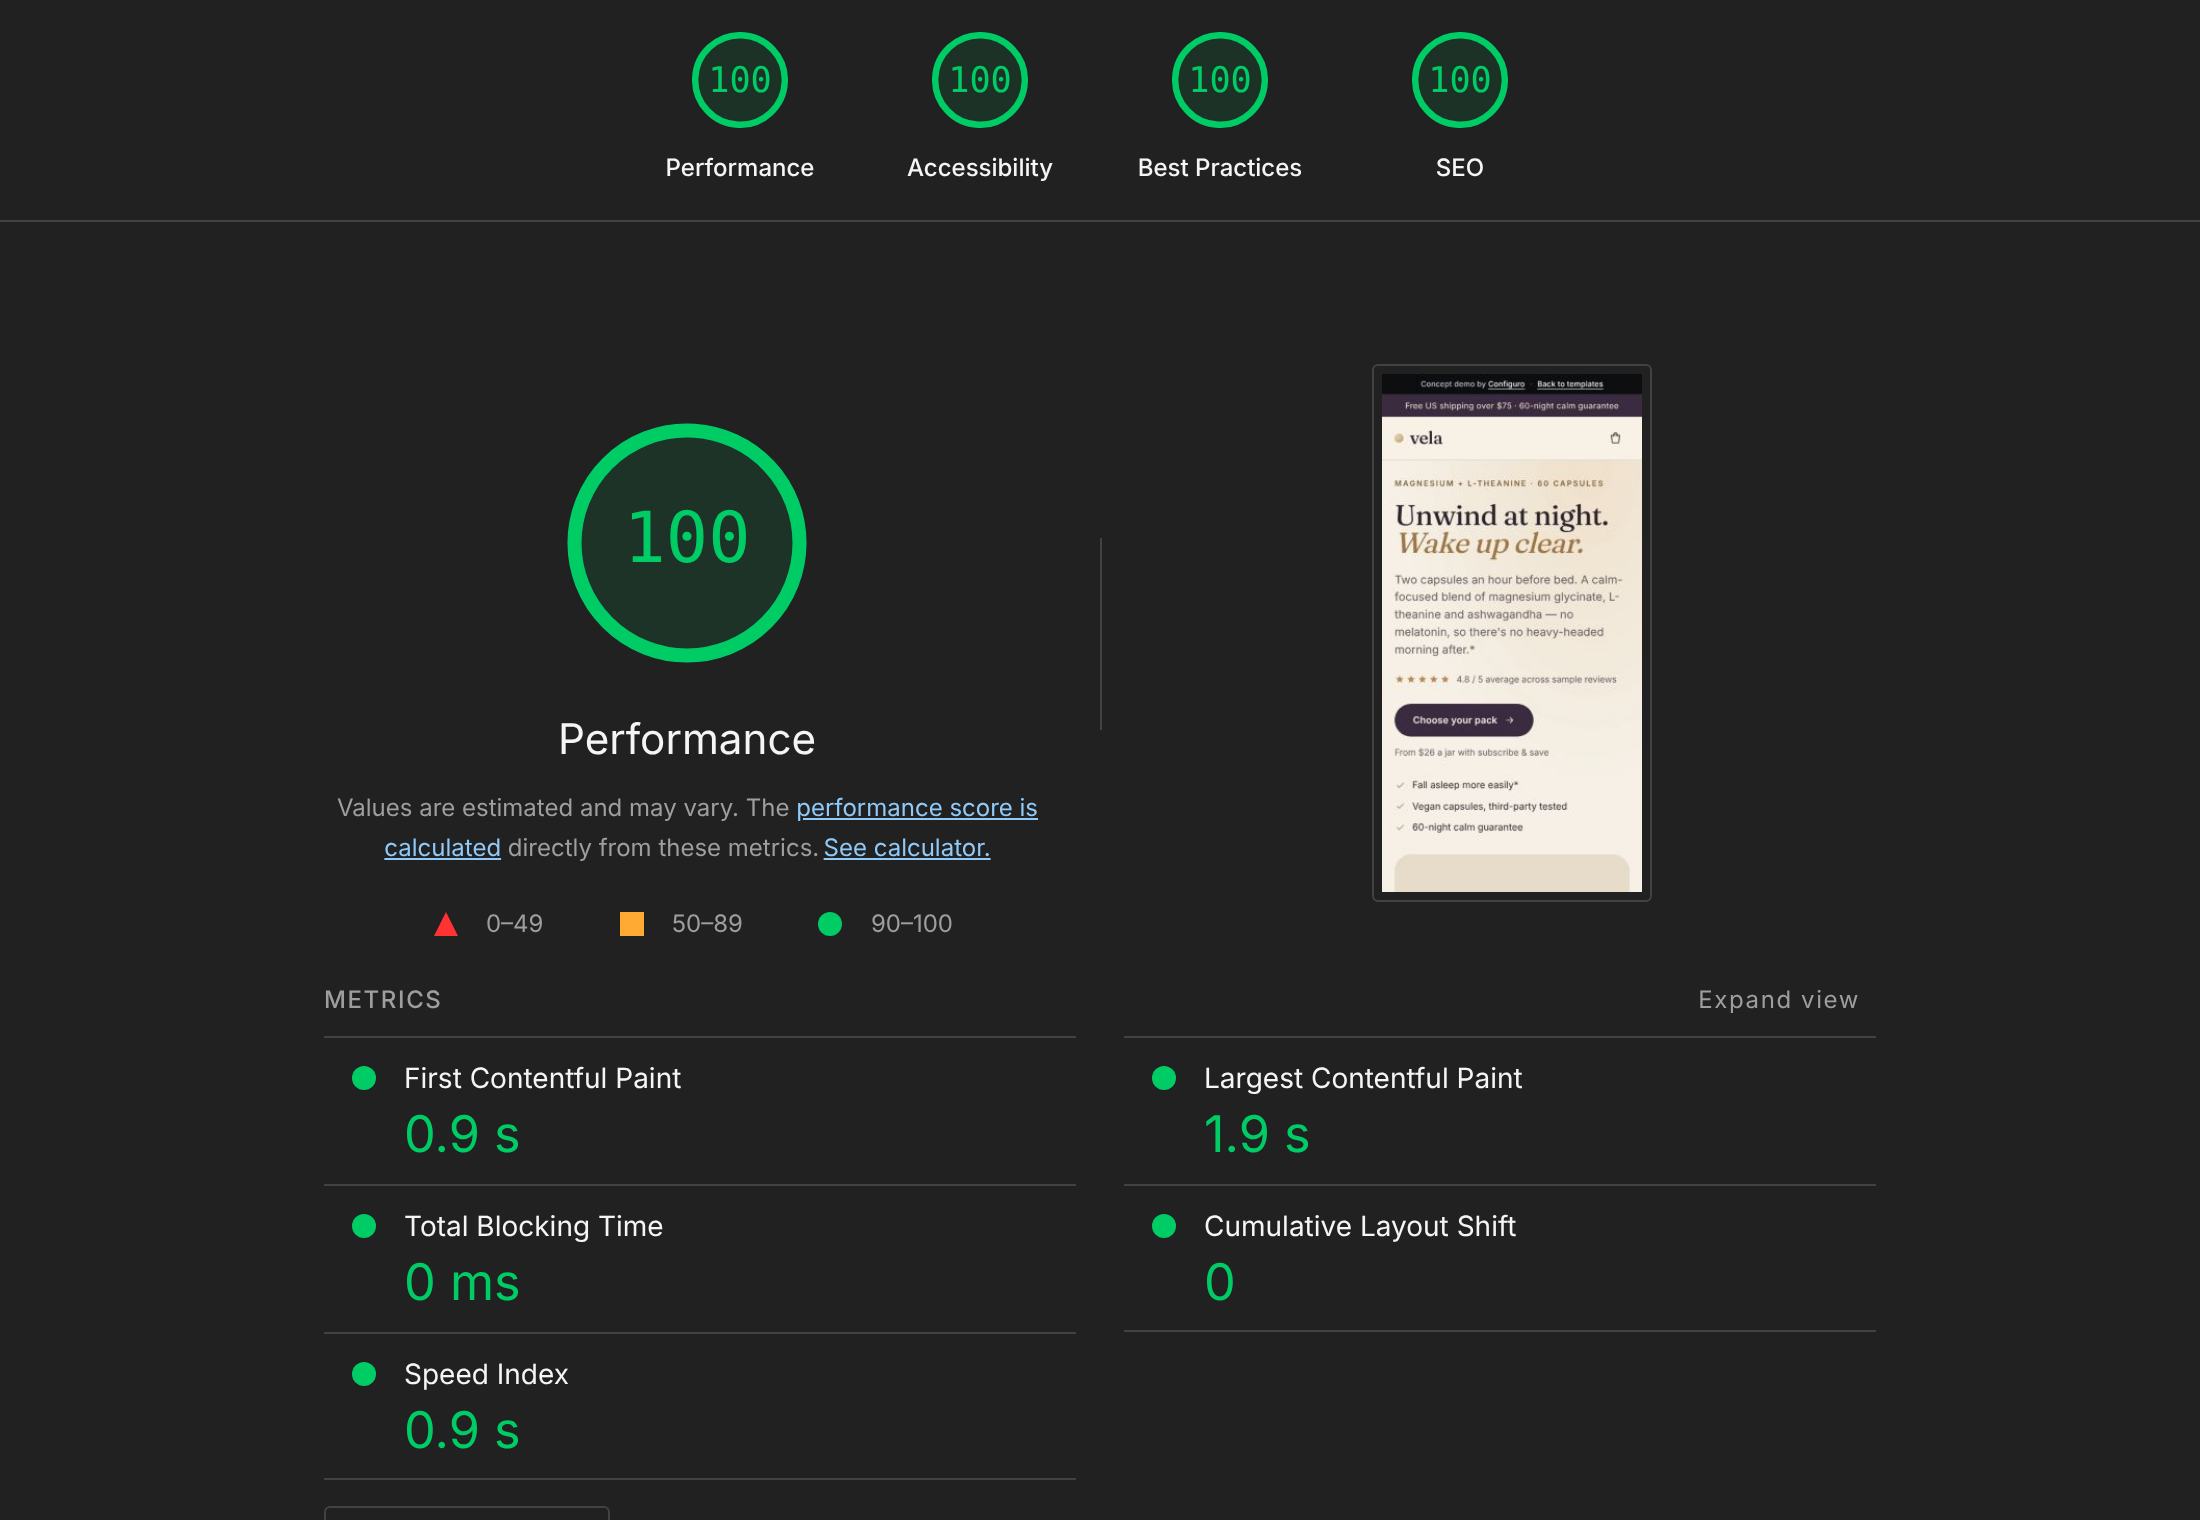 100
100
100
100
Performance
Accessibility
Best Practices
SEO
100
Performance
Values are estimated and may vary. The performance score is
calculated directly from these metrics. See calculator.
0–49
50–89
90–100
Concept demo by Configuro · Back to templates
Free US shipping over $75 · 60-night calm guarantee
vela
MAGNESIUM + L-THEANINE · 60 CAPSULES
Unwind at night.
Wake up clear.
Two capsules an hour before bed. A calm-
focused blend of magnesium glycinate, L-
theanine and ashwagandha — no
melatonin, so there's no heavy-headed
morning after.*
★★★★★ 4.8 / 5 average across sample reviews
Choose your pack →
From $26 a jar with subscribe & save
✓ Fall asleep more easily*
✓ Vegan capsules, third-party tested
✓ 60-night calm guarantee
METRICS
Expand view
First Contentful Paint
0.9 s
Largest Contentful Paint
1.9 s
Total Blocking Time
0 ms
Cumulative Layout Shift
0
Speed Index
0.9 s